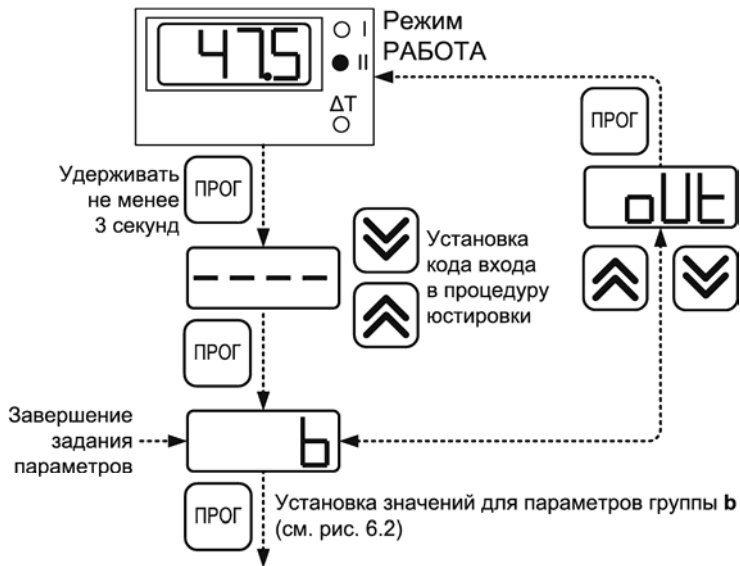 47.5
I
II
ΔT
Режим
РАБОТА
ПРОГ
oUt
Удерживать
не менее
3 секунд
ПРОГ
– – – –
Установка
кода входа
в процедуру
юстировки
ПРОГ
Завершение
задания
параметров
b
ПРОГ
Установка значений для параметров группы b
(см. рис. 6.2)